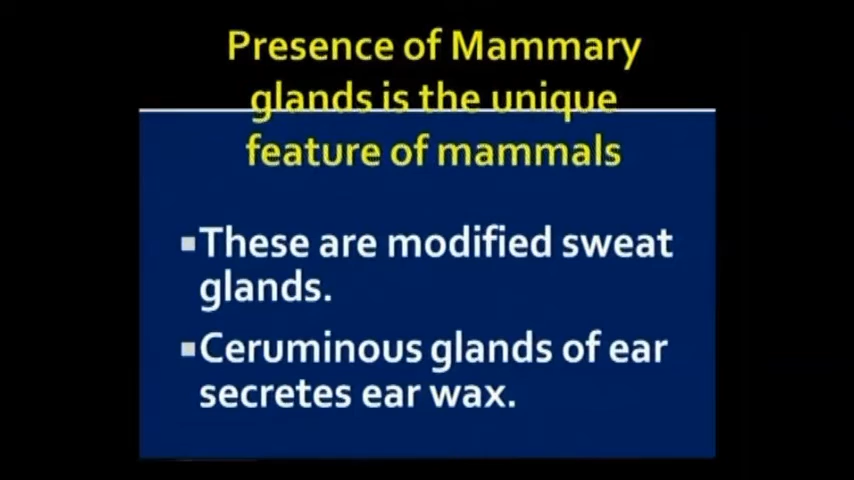 Presence of Mammary
glands is the unique
feature of mammals
▪These are modified sweat
glands.
▪Ceruminous glands of ear
secretes ear wax.